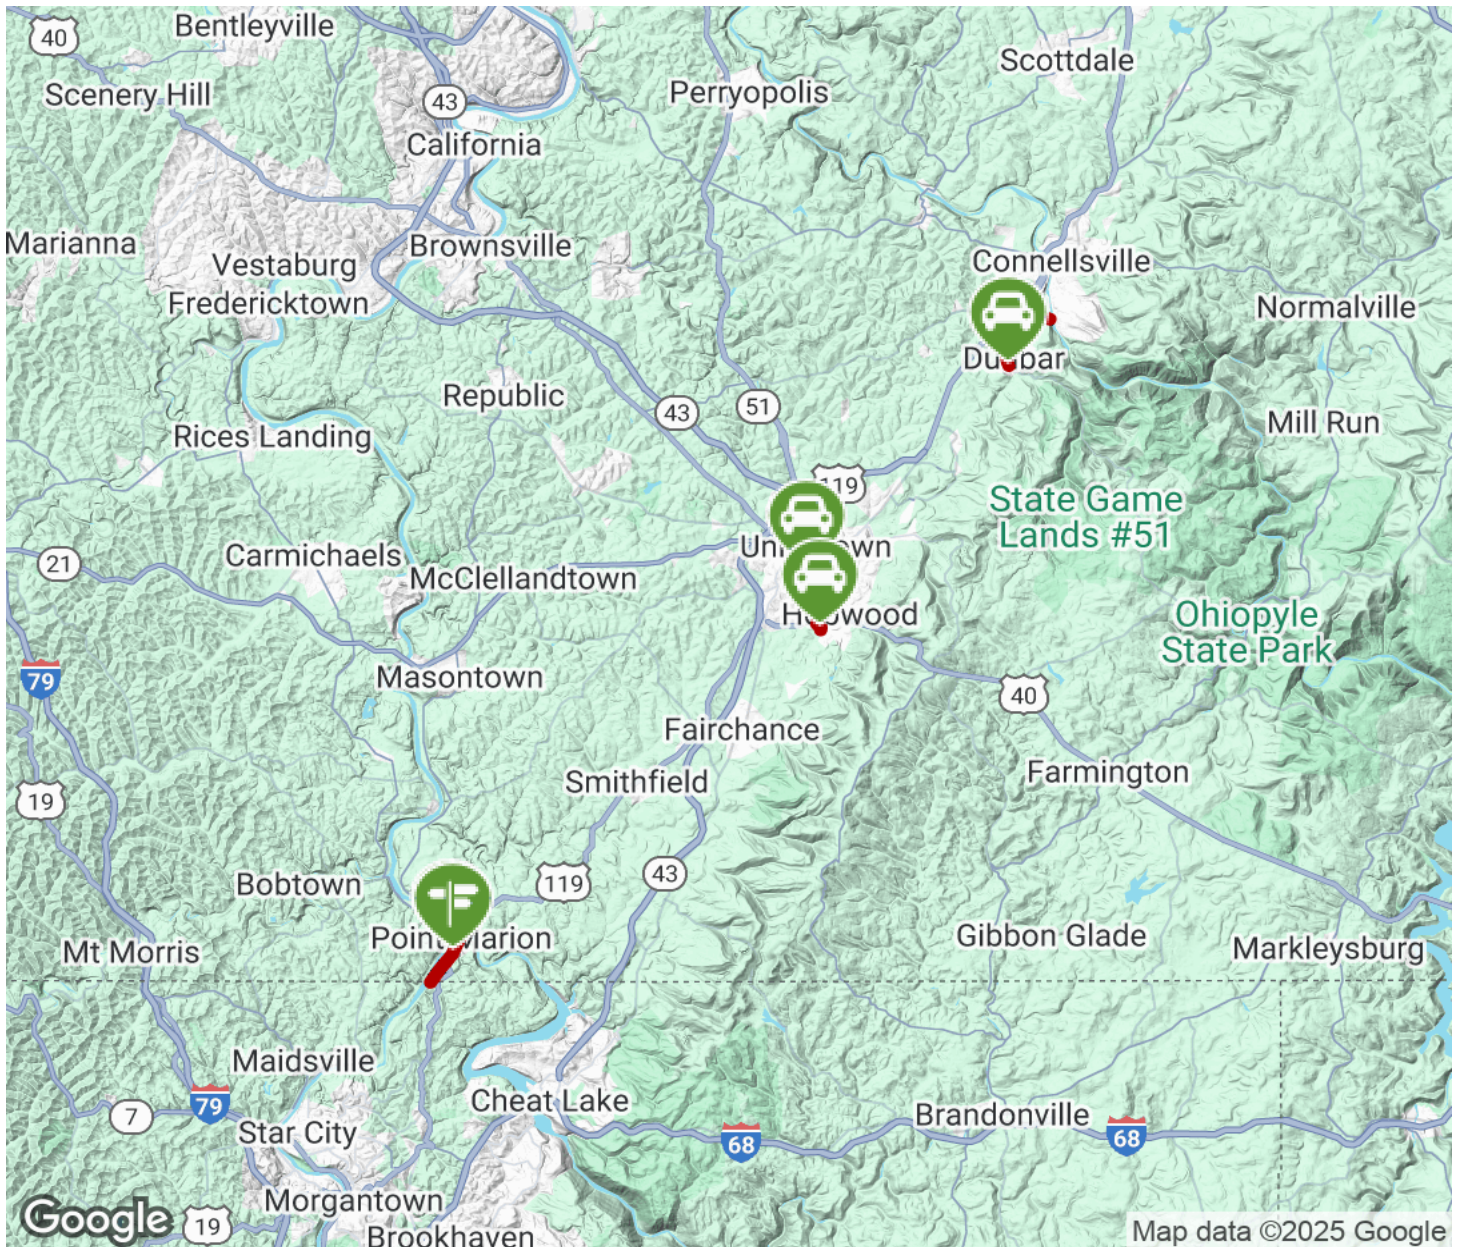 Bentleyville
40
Scottdale
Scenery Hill
43
Perryopolis
California
Marianna
Brownsville
Vestaburg
Connellsville
Fredericktown
Normalville
Republic
43
51
Mill Run
Rices Landing
119
State Game
Lands #51
21
Carmichaels
McClellandtown
Ohiopyle
State Park
79
Masontown
40
Fairchance
Farmington
Smithfield
19
Bobtown
119
43
Gibbon Glade
Markleysburg
Mt Morris
Maidsville
Cheat Lake
79
7
Brandonville
Star City
68
68
Morgantown
Google
19
Brookhaven
Map data ©2025 Google